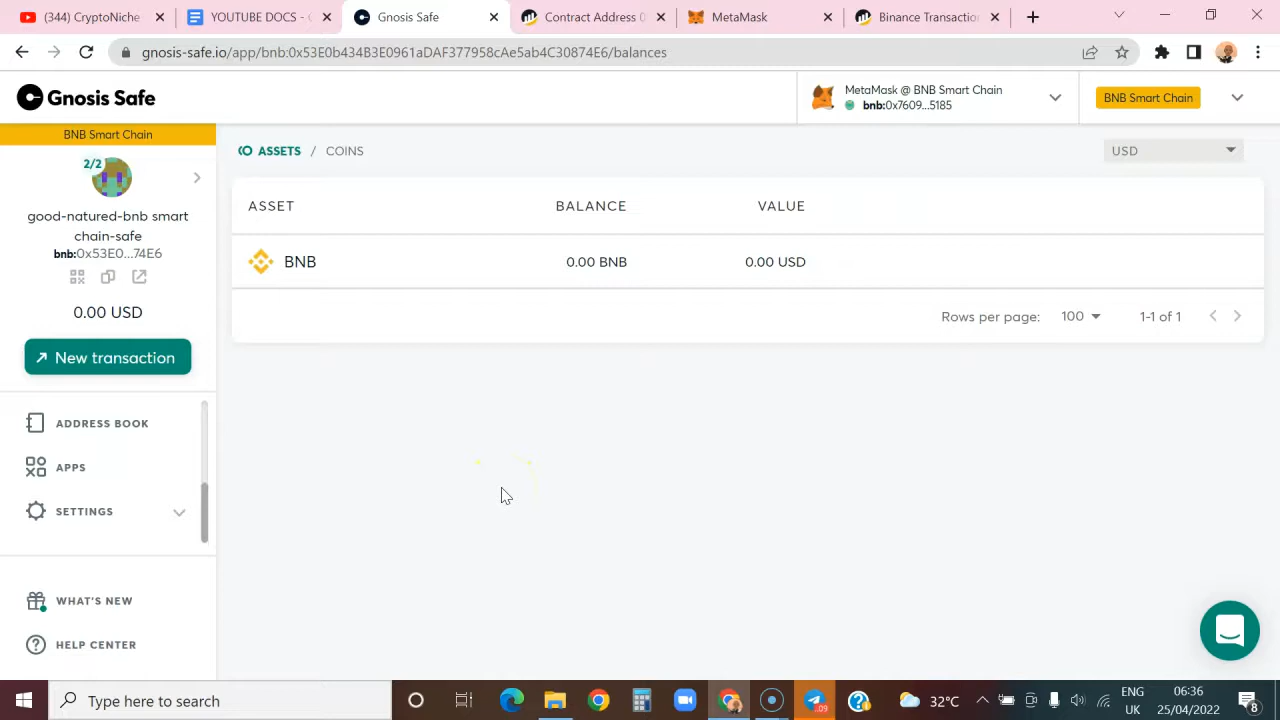 (344) CryptoNiche
YOUTUBE DOCS -
Gnosis Safe
Contract Address
MetaMask
Binance Transaction
gnosis-safe.io/app/bnb:0x53E0b434B3E0961aDAF377958cAe5ab4C30874E6/balances
Gnosis Safe
MetaMask @ BNB Smart Chain
bnb:0x7609...5185
BNB Smart Chain
BNB Smart Chain
2/2
good-natured-bnb smart
chain-safe
bnb:0x53E0...74E6
0.00 USD
New transaction
ADDRESS BOOK
APPS
SETTINGS
WHAT'S NEW
HELP CENTER
ASSETS / COINS
USD
ASSET BALANCE VALUE
BNB 0.00 BNB 0.00 USD
Rows per page: 100 1-1 of 1
Type here to search
.09
32°C
ENG
UK
06:36
25/04/2022
8